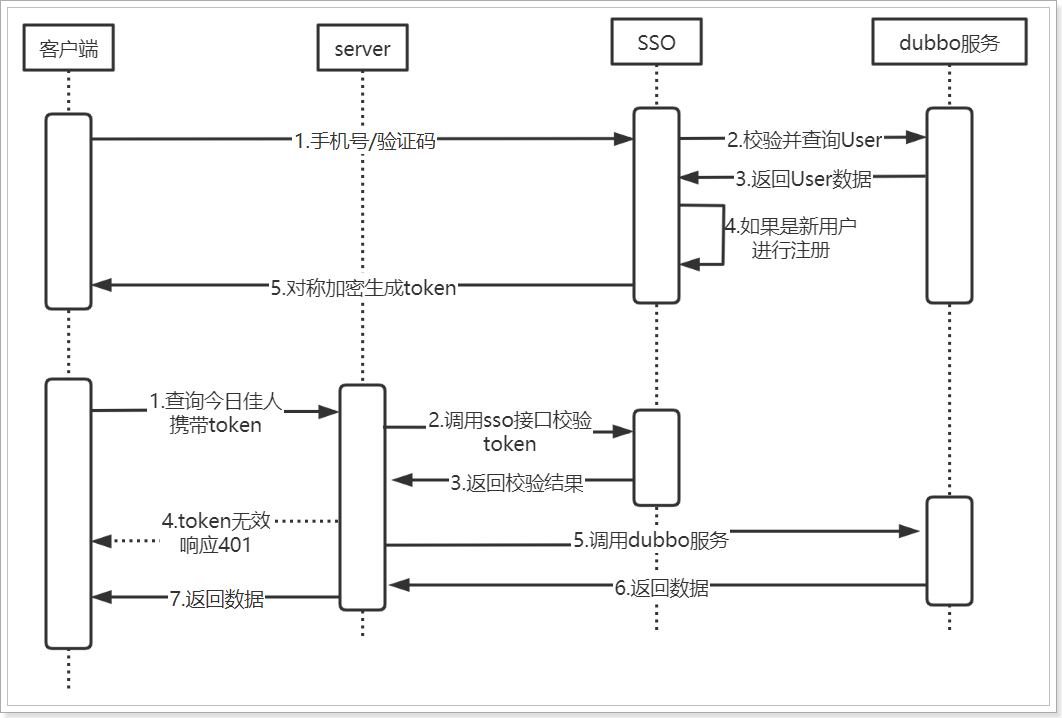 客户端
server
SSO
dubbo服务
1.手机号/验证码
2.校验并查询User
3.返回User数据
4.如果是新用户
进行注册
5.对称加密生成token
1.查询今日佳人
携带token
2.调用sso接口校验
token
3.返回校验结果
4.token无效
响应401
5.调用dubbo服务
6.返回数据
7.返回数据